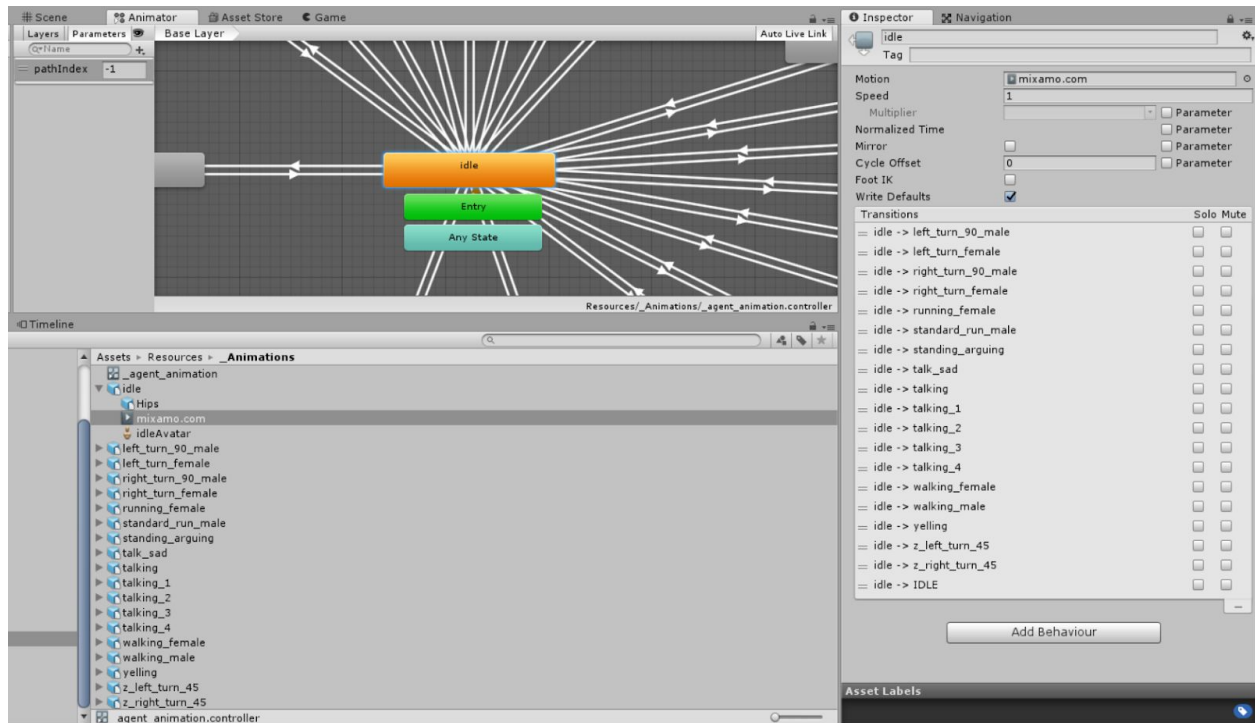 Scene
Animator
Asset Store
Game
Layers Parameters
Base Layer
Auto Live Link
Name
pathIndex -1
idle
Entry
Any State
Resources/_Animations/_agent_animation.controller
Timeline
Assets Resources _Animations
_agent_animation
idle
Hips
mixamo.com
idleAvatar
left_turn_90_male
left_turn_female
right_turn_90_male
right_turn_female
running_female
standard_run_male
standing_arguing
talk_sad
talking
talking_1
talking_2
talking_3
talking_4
walking_female
walking_male
yelling
z_left_turn_45
z_right_turn_45
_agent_animation.controller
Inspector
Navigation
idle
Tag
Motion mixamo.com
Speed 1
Multiplier Parameter
Normalized Time Parameter
Mirror Parameter
Cycle Offset 0 Parameter
Foot IK
Write Defaults
Transitions Solo Mute
idle -> left_turn_90_male
idle -> left_turn_female
idle -> right_turn_90_male
idle -> right_turn_female
idle -> running_female
idle -> standard_run_male
idle -> standing_arguing
idle -> talk_sad
idle -> talking
idle -> talking_1
idle -> talking_2
idle -> talking_3
idle -> talking_4
idle -> walking_female
idle -> walking_male
idle -> yelling
idle -> z_left_turn_45
idle -> z_right_turn_45
idle -> IDLE
Add Behaviour
Asset Labels